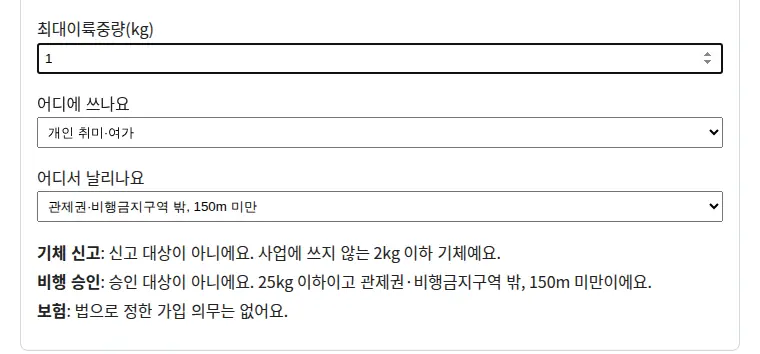 최대이륙중량(kg)
1
어디에 쓰나요
개인 취미·여가
어디서 날리나요
관제권·비행금지구역 밖, 150m 미만
기체 신고: 신고 대상이 아니에요. 사업에 쓰지 않는 2kg 이하 기체예요.
비행 승인: 승인 대상이 아니에요. 25kg 이하이고 관제권·비행금지구역 밖, 150m 미만이에요.
보험: 법으로 정한 가입 의무는 없어요.